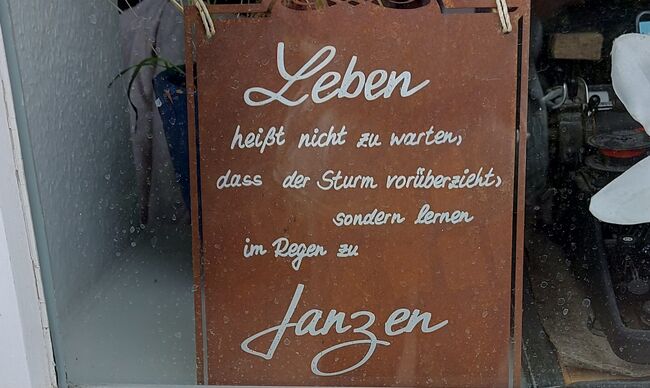 Leben
heißt nicht zu warten,
dass der Sturm vorüberzieht,
sondern lernen
im Regen zu
Tanzen